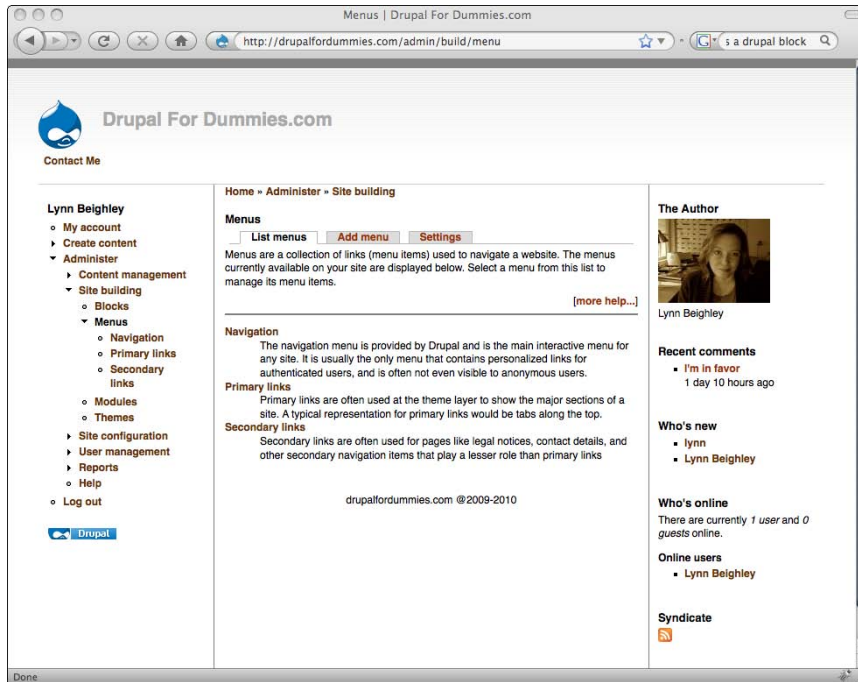 Menus | Drupal For Dummies.com
http://drupalfordummies.com/admin/build/menu
s a drupal block
Drupal For Dummies.com
Contact Me
Lynn Beighley
My account
Create content
Administer
Content management
Site building
Blocks
Menus
Navigation
Primary links
Secondary
links
Modules
Themes
Site configuration
User management
Reports
Help
Log out
Drupal
Home » Administer » Site building
Menus
List menus Add menu Settings
Menus are a collection of links (menu items) used to navigate a website. The menus
currently available on your site are displayed below. Select a menu from this list to
manage its menu items.
[more help...]
Navigation
The navigation menu is provided by Drupal and is the main interactive menu for
any site. It is usually the only menu that contains personalized links for
authenticated users, and is often not even visible to anonymous users.
Primary links
Primary links are often used at the theme layer to show the major sections of a
site. A typical representation for primary links would be tabs along the top.
Secondary links
Secondary links are often used for pages like legal notices, contact details, and
other secondary navigation items that play a lesser role than primary links
drupalfordummies.com @2009-2010
The Author
Lynn Beighley
Recent comments
I'm in favor
1 day 10 hours ago
Who's new
lynn
Lynn Beighley
Who's online
There are currently 1 user and 0
guests online.
Online users
Lynn Beighley
Syndicate
Done